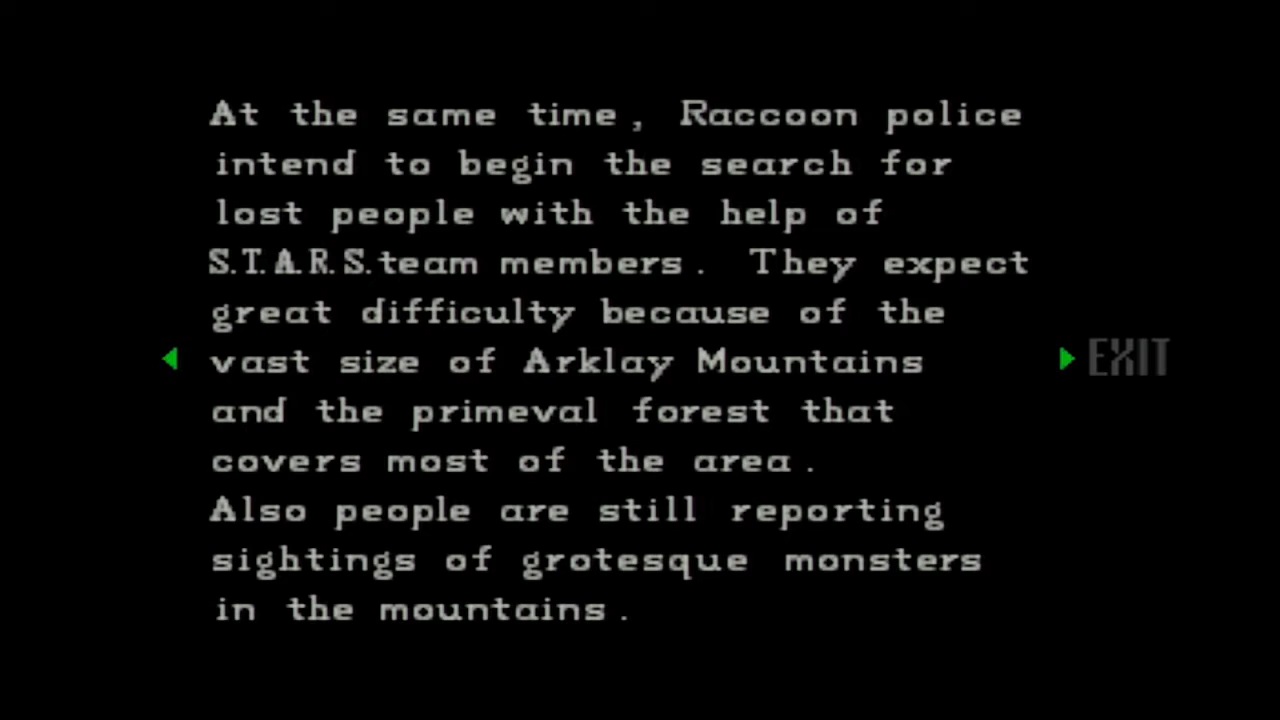 At the same time, Raccoon police
intend to begin the search for
lost people with the help of
S.T.A.R.S.team members. They expect
great difficulty because of the
vast size of Arklay Mountains
EXIT
and the primeval forest that
covers most of the area.
Also people are still reporting
sightings of grotesque monsters
in the mountains.